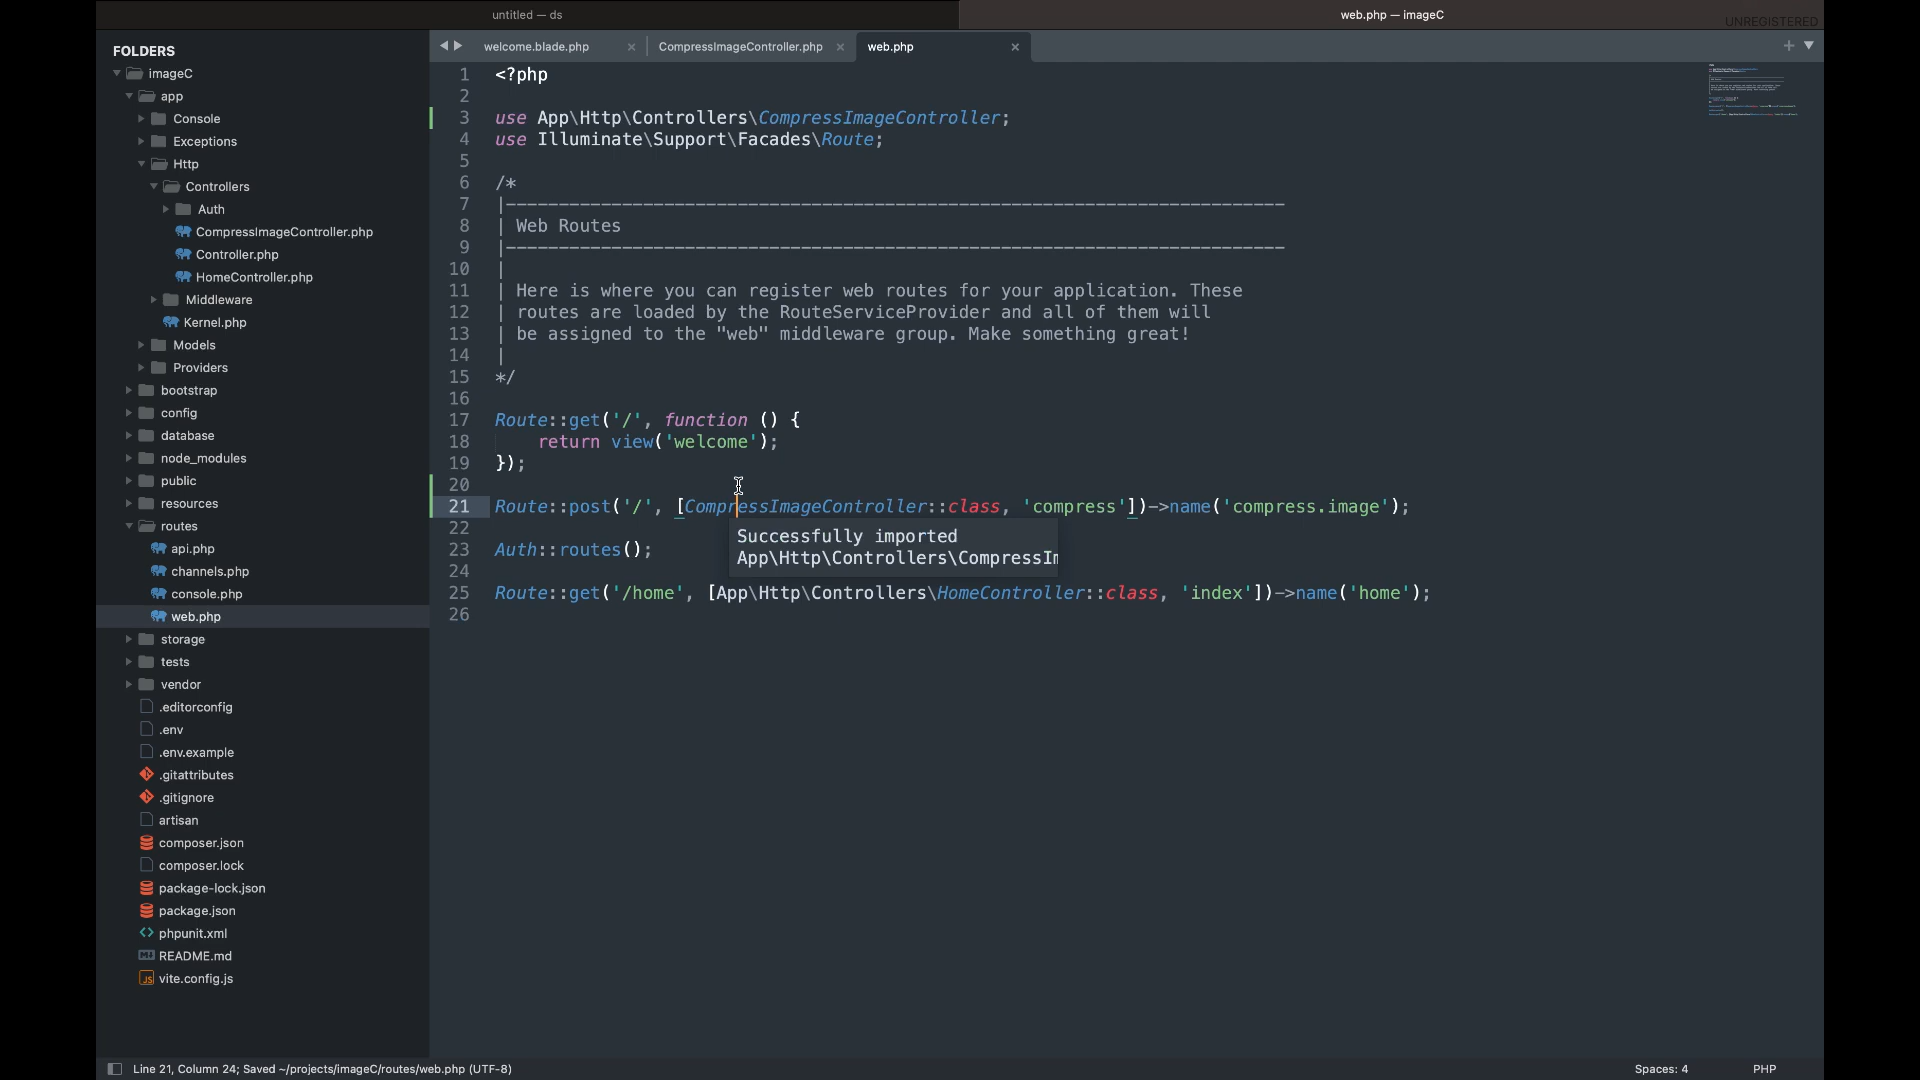 untitled — ds
web.php — imageC
UNREGISTERED
FOLDERS
imageC
app
Console
Exceptions
Http
Controllers
Auth
CompressImageController.php
Controller.php
HomeController.php
Middleware
Kernel.php
Models
Providers
bootstrap
config
database
node_modules
public
resources
routes
api.php
channels.php
console.php
web.php
storage
tests
vendor
.editorconfig
.env
.env.example
.gitattributes
.gitignore
artisan
composer.json
composer.lock
package-lock.json
package.json
phpunit.xml
README.md
vite.config.js
welcome.blade.php × CompressImageController.php × web.php ×
1 <?php
2
3 use App\Http\Controllers\CompressImageController;
4 use Illuminate\Support\Facades\Route;
5
6 /*
7 |--------------------------------------------------------------------------
8 | Web Routes
9 |--------------------------------------------------------------------------
10 |
11 | Here is where you can register web routes for your application. These
12 | routes are loaded by the RouteServiceProvider and all of them will
13 | be assigned to the "web" middleware group. Make something great!
14 |
15 */
16
17 Route::get('/', function () {
18 return view('welcome');
19 });
20
21 Route::post('/', [CompressImageController::class, 'compress'])->name('compress.image');
22
Successfully imported
App\Http\Controllers\CompressIm
23 Auth::routes();
24
25 Route::get('/home', [App\Http\Controllers\HomeController::class, 'index'])->name('home');
26
Line 21, Column 24; Saved ~/projects/imageC/routes/web.php (UTF-8)
Spaces: 4
PHP